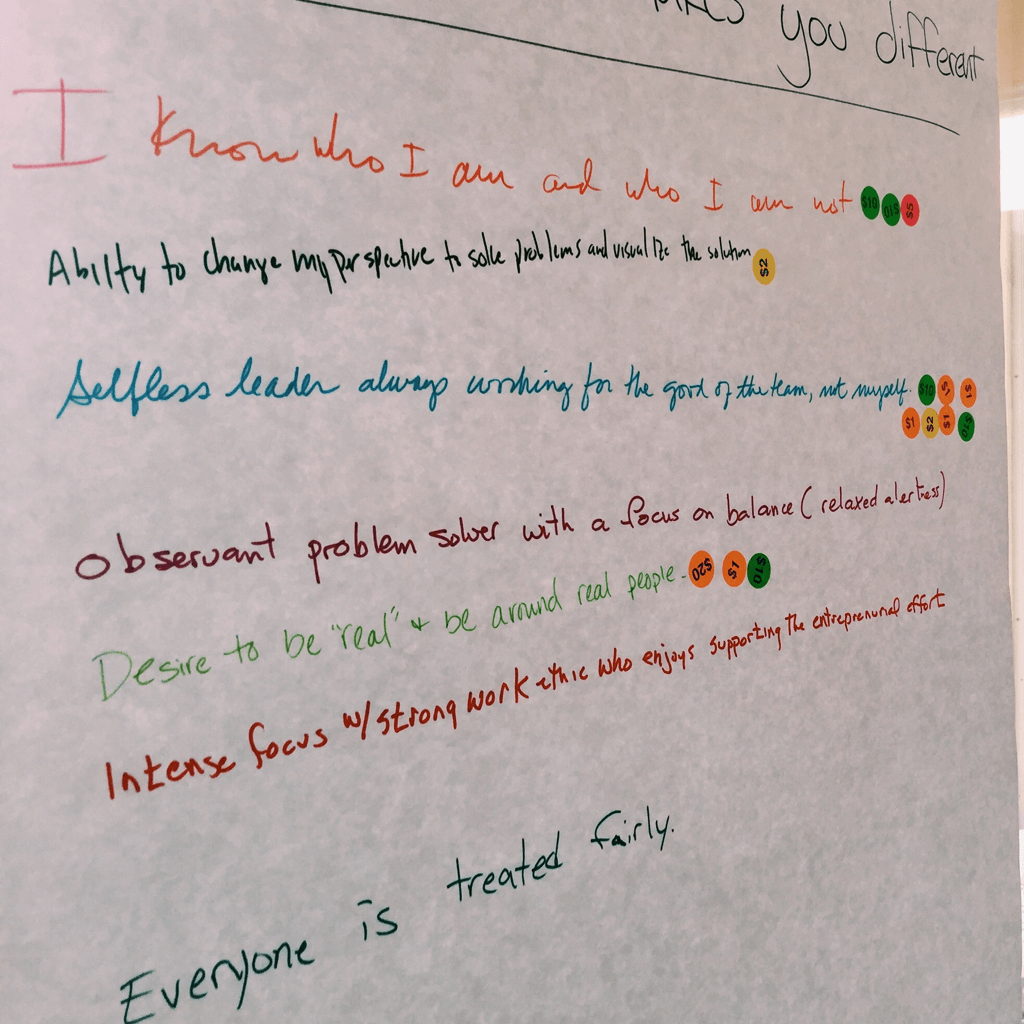 you different
I know who I am and who I am not $10 $10 $5
Abilty to change my perspective to solve problems and visualize the solution $2
Selfless leader always working for the good of the team, not myself. $10
$1 $2 $1 $10
Observant problem solver with a focus on balance (relaxed alertness)
Desire to be "real" + be around real people - $20 $1 $10
Intense focus w/ strong work ethic who enjoys supporting the entreprenurial effort
Everyone is treated fairly.